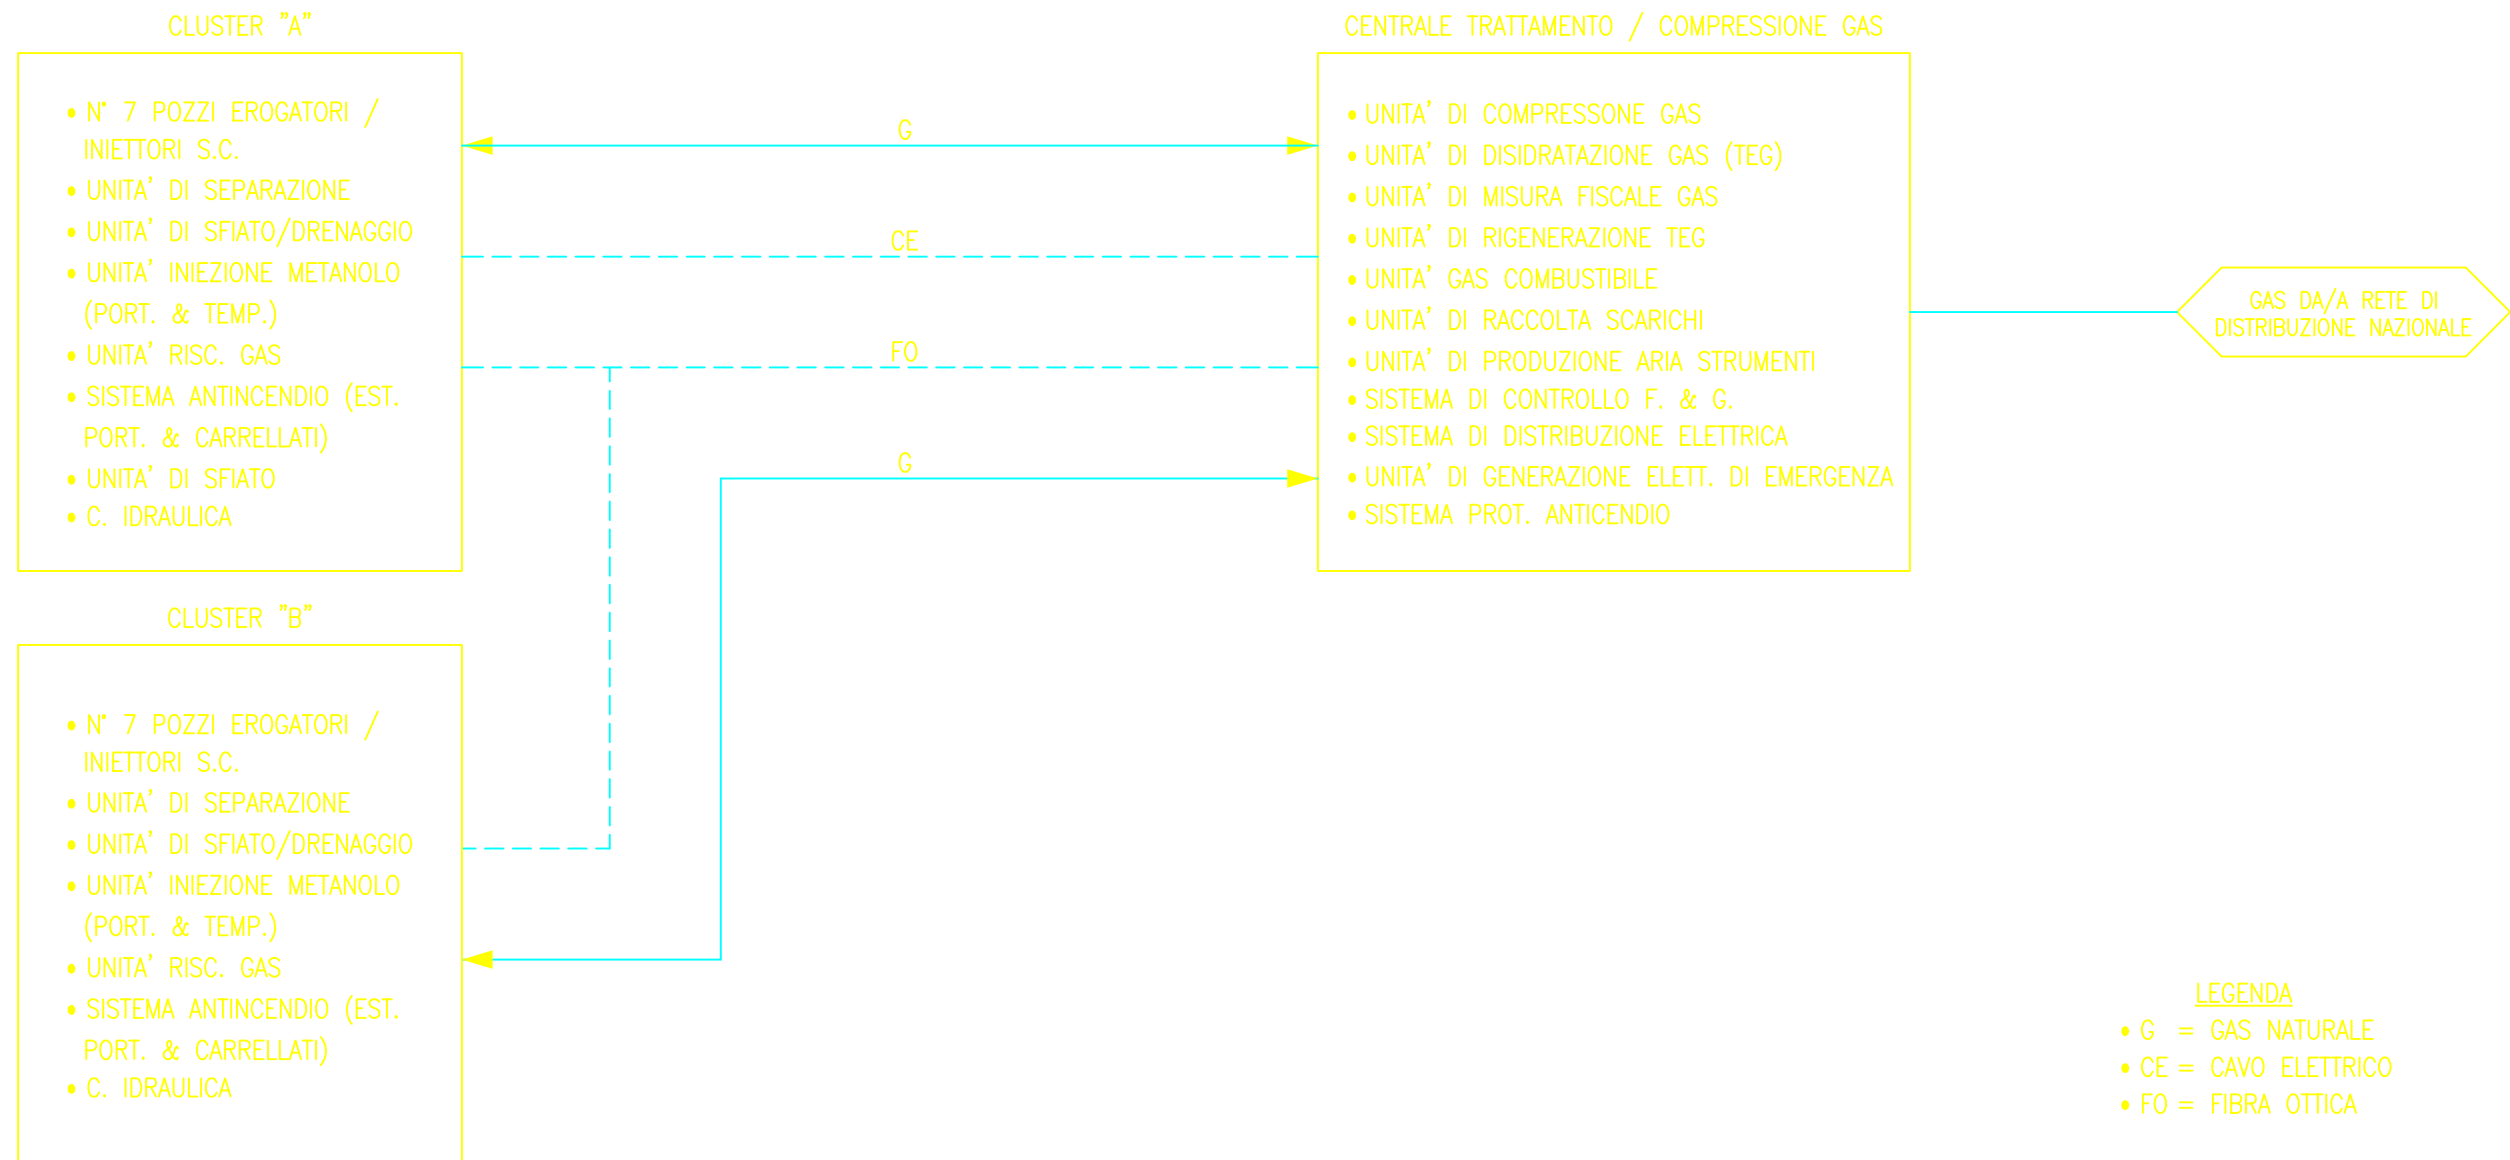 CLUSTER "A"
• N° 7 POZZI EROGATORI /
INIETTORI S.C.
• UNITA' DI SEPARAZIONE
• UNITA' DI SFIATO/DRENAGGIO
• UNITA' INIEZIONE METANOLO
(PORT. & TEMP.)
• UNITA' RISC. GAS
• SISTEMA ANTINCENDIO (EST.
PORT. & CARRELLATI)
• UNITA' DI SFIATO
• C. IDRAULICA
G
CE
FO
G
CENTRALE TRATTAMENTO / COMPRESSIONE GAS
• UNITA' DI COMPRESSONE GAS
• UNITA' DI DISIDRATAZIONE GAS (TEG)
• UNITA' DI MISURA FISCALE GAS
• UNITA' DI RIGENERAZIONE TEG
• UNITA' GAS COMBUSTIBILE
• UNITA' DI RACCOLTA SCARICHI
• UNITA' DI PRODUZIONE ARIA STRUMENTI
• SISTEMA DI CONTROLLO F. & G.
• SISTEMA DI DISTRIBUZIONE ELETTRICA
• UNITA' DI GENERAZIONE ELETT. DI EMERGENZA
• SISTEMA PROT. ANTICENDIO
GAS DA/A RETE DI
DISTRIBUZIONE NAZIONALE
CLUSTER "B"
• N° 7 POZZI EROGATORI /
INIETTORI S.C.
• UNITA' DI SEPARAZIONE
• UNITA' DI SFIATO/DRENAGGIO
• UNITA' INIEZIONE METANOLO
(PORT. & TEMP.)
• UNITA' RISC. GAS
• SISTEMA ANTINCENDIO (EST.
PORT. & CARRELLATI)
• C. IDRAULICA
LEGENDA
• G = GAS NATURALE
• CE = CAVO ELETTRICO
• FO = FIBRA OTTICA